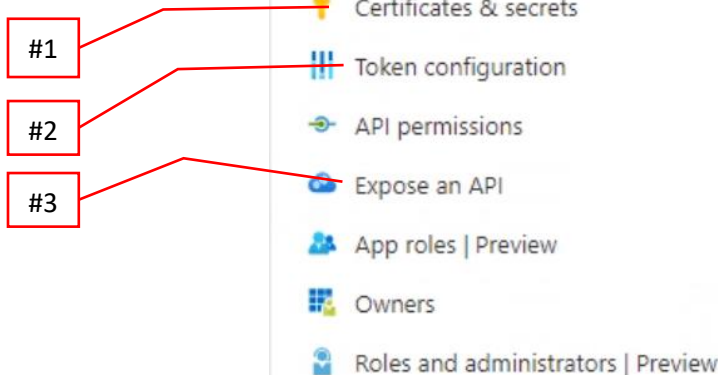 Certificates & secrets
#1
Token configuration
#2
API permissions
Expose an API
#3
App roles | Preview
Owners
Roles and administrators | Preview